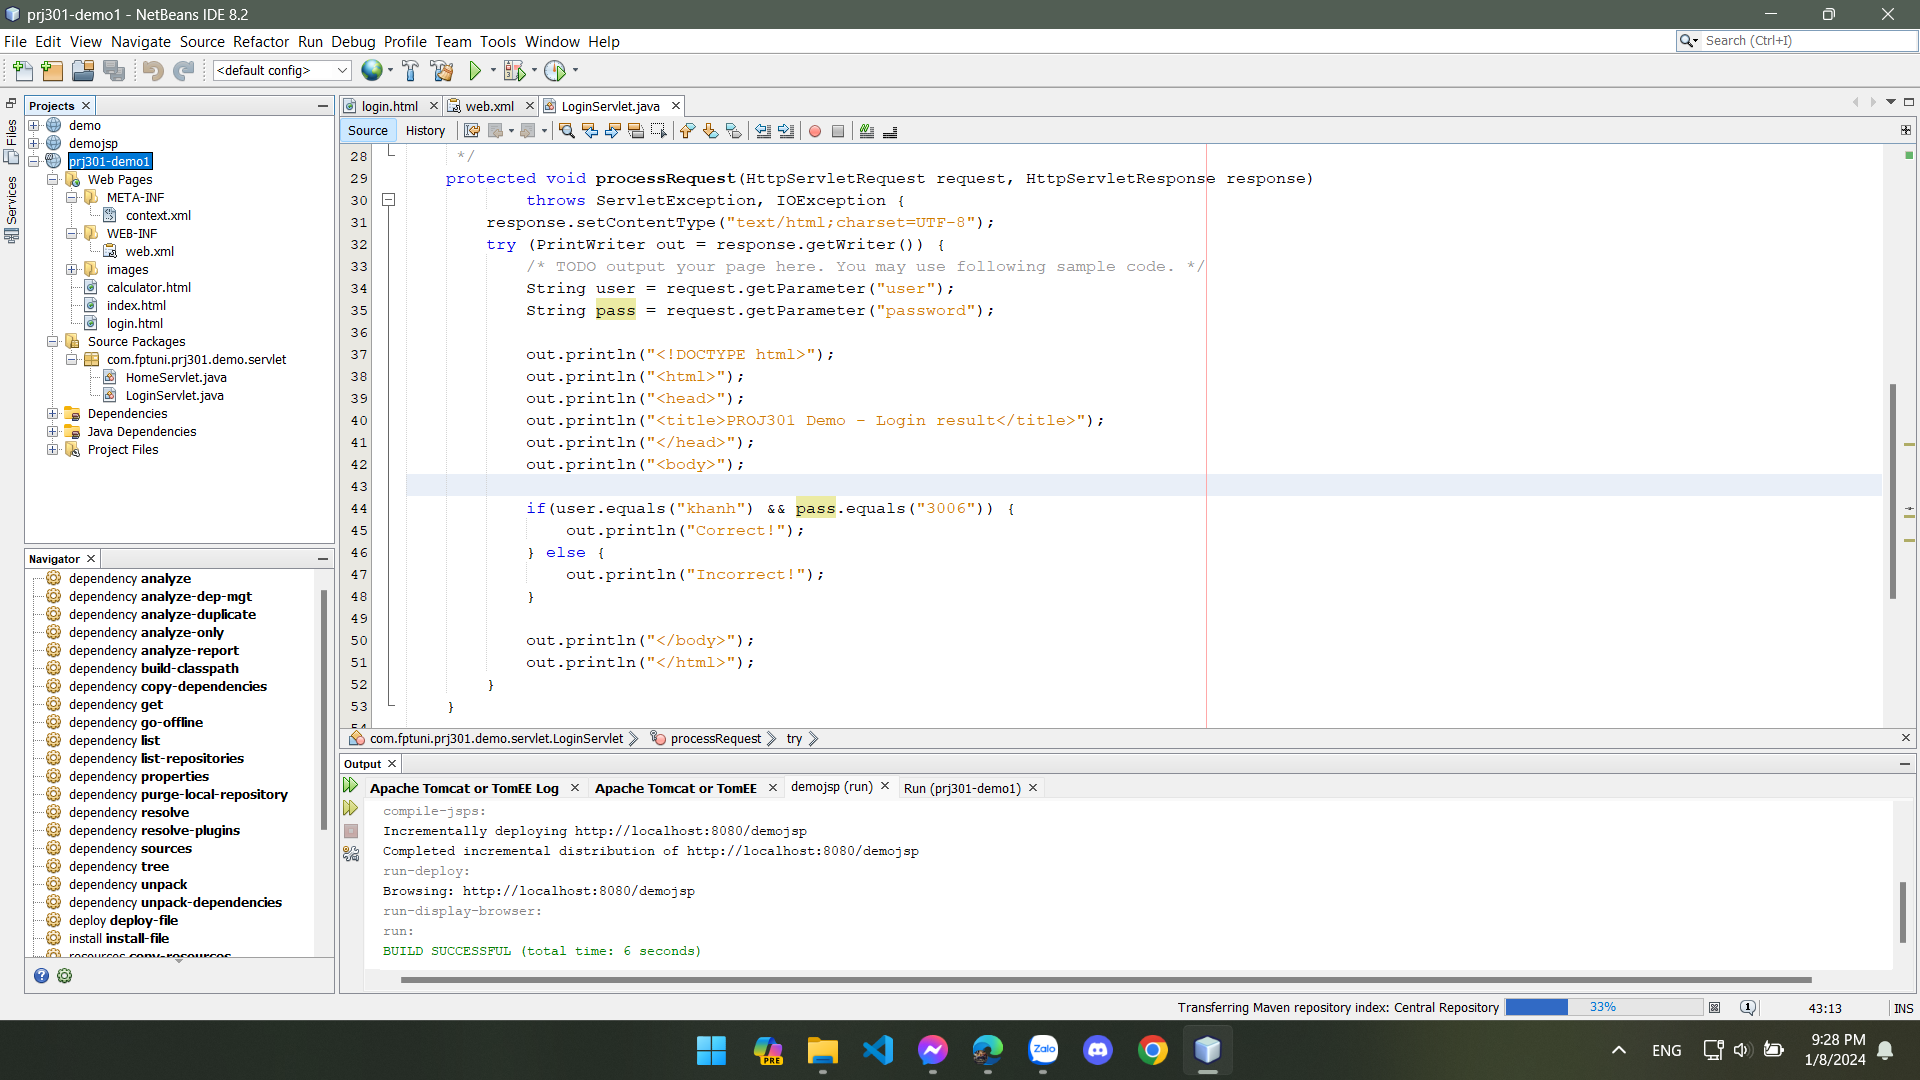 prj301-demo1 - NetBeans IDE 8.2
File Edit View Navigate Source Refactor Run Debug Profile Team Tools Window Help
Search (Ctrl+I)
<default config>
Files
Services
Projects
demo
demojsp
prj301-demo1
Web Pages
META-INF
context.xml
WEB-INF
web.xml
images
calculator.html
index.html
login.html
Source Packages
com.fptuni.prj301.demo.servlet
HomeServlet.java
LoginServlet.java
Dependencies
Java Dependencies
Project Files
Navigator
dependency analyze
dependency analyze-dep-mgt
dependency analyze-duplicate
dependency analyze-only
dependency analyze-report
dependency build-classpath
dependency copy-dependencies
dependency get
dependency go-offline
dependency list
dependency list-repositories
dependency properties
dependency purge-local-repository
dependency resolve
dependency resolve-plugins
dependency sources
dependency tree
dependency unpack
dependency unpack-dependencies
deploy deploy-file
install install-file
resources copy-resources
login.html web.xml LoginServlet.java
Source History
28 */
29 protected void processRequest(HttpServletRequest request, HttpServletResponse response)
30 throws ServletException, IOException {
31 response.setContentType("text/html;charset=UTF-8");
32 try (PrintWriter out = response.getWriter()) {
33 /* TODO output your page here. You may use following sample code. */
34 String user = request.getParameter("user");
35 String pass = request.getParameter("password");
36
37 out.println("<!DOCTYPE html>");
38 out.println("<html>");
39 out.println("<head>");
40 out.println("<title>PROJ301 Demo - Login result</title>");
41 out.println("</head>");
42 out.println("<body>");
43
44 if(user.equals("khanh") && pass.equals("3006")) {
45 out.println("Correct!");
46 } else {
47 out.println("Incorrect!");
48 }
49
50 out.println("</body>");
51 out.println("</html>");
52 }
53 }
54
com.fptuni.prj301.demo.servlet.LoginServlet processRequest try
Output
Apache Tomcat or TomEE Log Apache Tomcat or TomEE demojsp (run) Run (prj301-demo1)
compile-jsps:
Incrementally deploying http://localhost:8080/demojsp
Completed incremental distribution of http://localhost:8080/demojsp
run-deploy:
Browsing: http://localhost:8080/demojsp
run-display-browser:
run:
BUILD SUCCESSFUL (total time: 6 seconds)
Transferring Maven repository index: Central Repository 33% 1 43:13 INS
PRE
Zalo
ENG
9:28 PM
1/8/2024